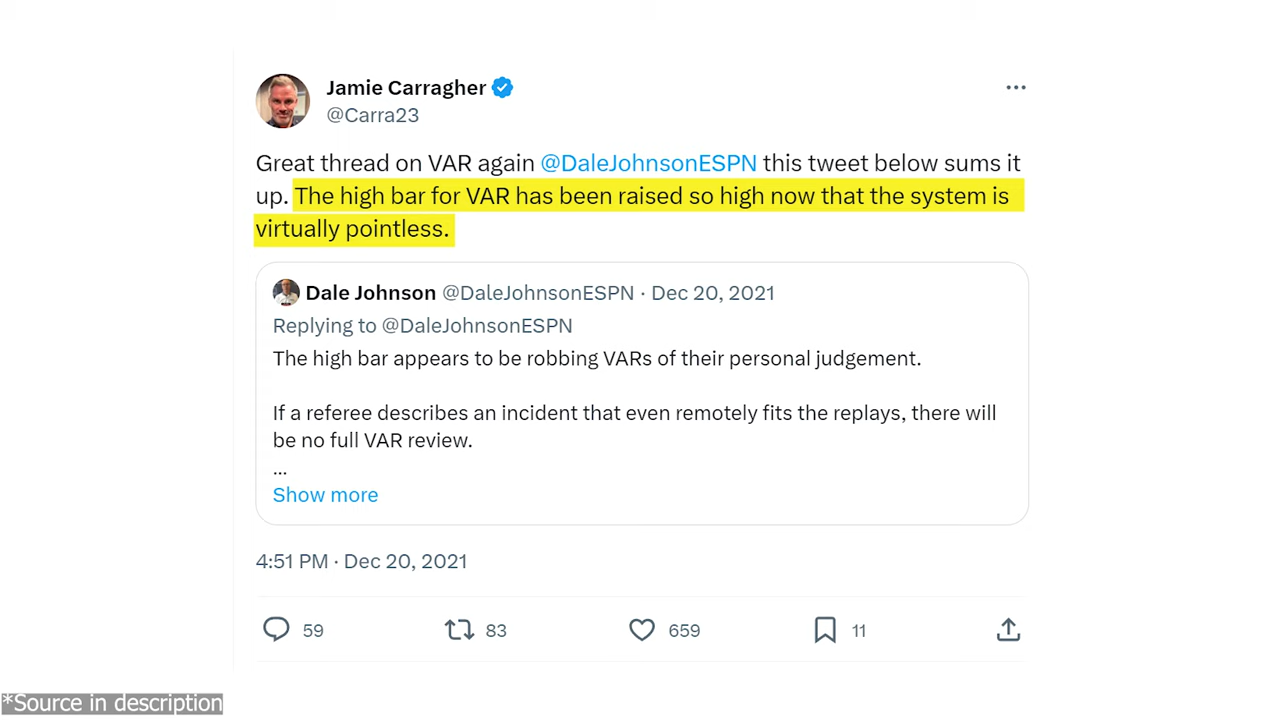 Jamie Carragher
@Carra23
Great thread on VAR again @DaleJohnsonESPN this tweet below sums it
up. The high bar for VAR has been raised so high now that the system is
virtually pointless.
Dale Johnson @DaleJohnsonESPN · Dec 20, 2021
Replying to @DaleJohnsonESPN
The high bar appears to be robbing VARs of their personal judgement.
If a referee describes an incident that even remotely fits the replays, there will
be no full VAR review.
...
Show more
4:51 PM · Dec 20, 2021
59 83 659 11
*Source in description